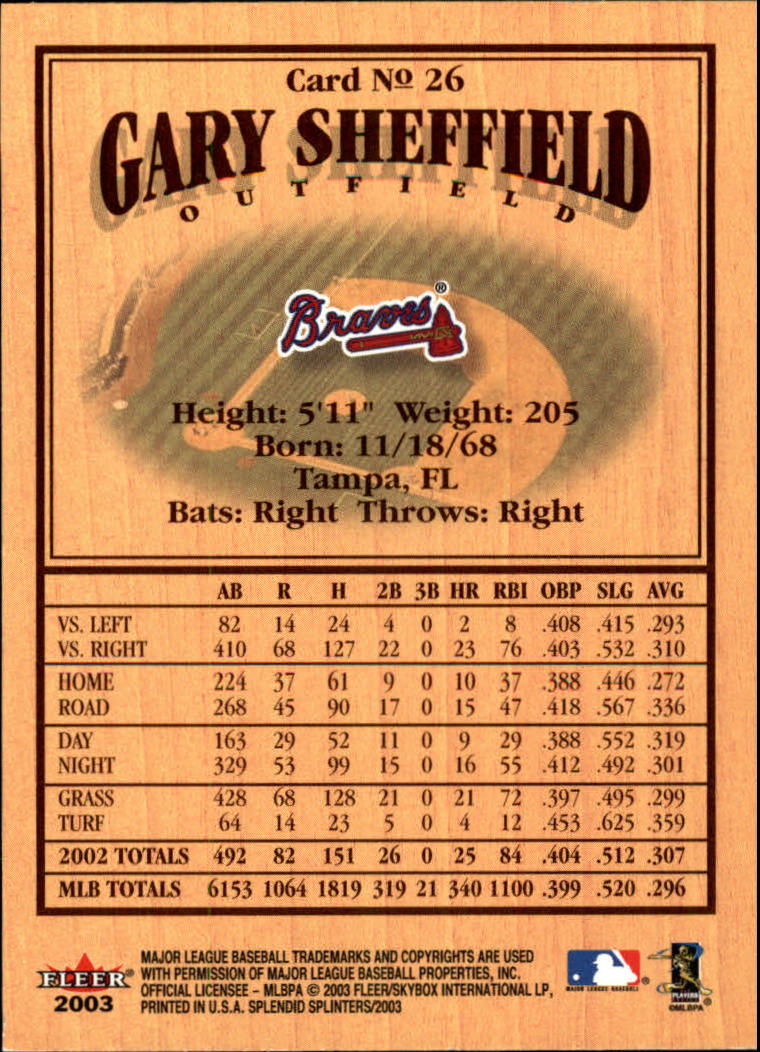 Card Nº 26
GARY SHEFFIELD
OUTFIELD
Braves®
Height: 5'11" Weight: 205
Born: 11/18/68
Tampa, FL
Bats: Right Throws: Right
AB R H 2B 3B HR RBI OBP SLG AVG
VS. LEFT 82 14 24 4 0 2 8 .408 .415 .293
VS. RIGHT 410 68 127 22 0 23 76 .403 .532 .310
HOME 224 37 61 9 0 10 37 .388 .446 .272
ROAD 268 45 90 17 0 15 47 .418 .567 .336
DAY 163 29 52 11 0 9 29 .388 .552 .319
NIGHT 329 53 99 15 0 16 55 .412 .492 .301
GRASS 428 68 128 21 0 21 72 .397 .495 .299
TURF 64 14 23 5 0 4 12 .453 .625 .359
2002 TOTALS 492 82 151 26 0 25 84 .404 .512 .307
MLB TOTALS 6153 1064 1819 319 21 340 1100 .399 .520 .296
FLEER®
2003
MAJOR LEAGUE BASEBALL TRADEMARKS AND COPYRIGHTS ARE USED
WITH PERMISSION OF MAJOR LEAGUE BASEBALL PROPERTIES, INC.
OFFICIAL LICENSEE – MLBPA © 2003 FLEER/SKYBOX INTERNATIONAL LP,
PRINTED IN U.S.A. SPLENDID SPLINTERS/2003
MAJOR LEAGUE BASEBALL®
PLAYERS
©MLBPA